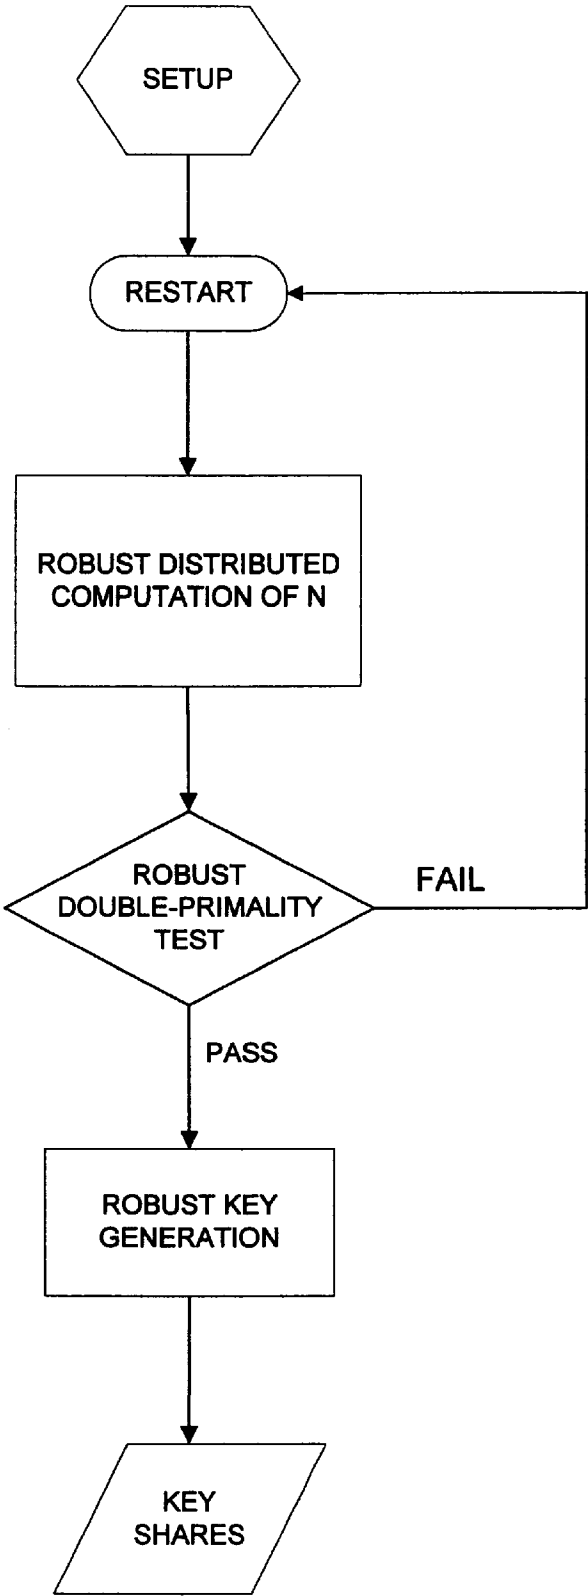 SETUP
RESTART
ROBUST DISTRIBUTED
COMPUTATION OF N
ROBUST
DOUBLE-PRIMALITY
TEST
FAIL
PASS
ROBUST KEY
GENERATION
KEY
SHARES